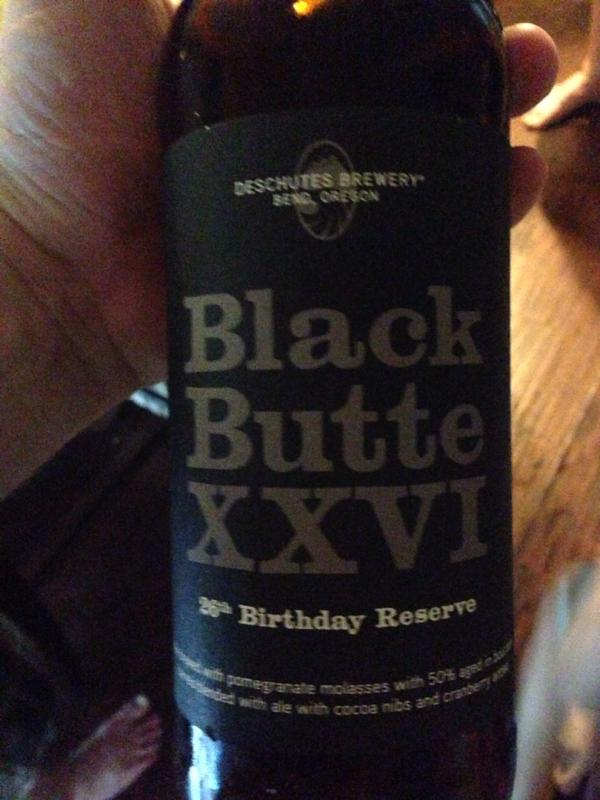 DESCHUTES BREWERY®
BEND, OREGON
Black
Butte
XXVI
26th Birthday Reserve
with pomegranate molasses with 50% aged in
blended with ale with cocoa nibs and cranberry